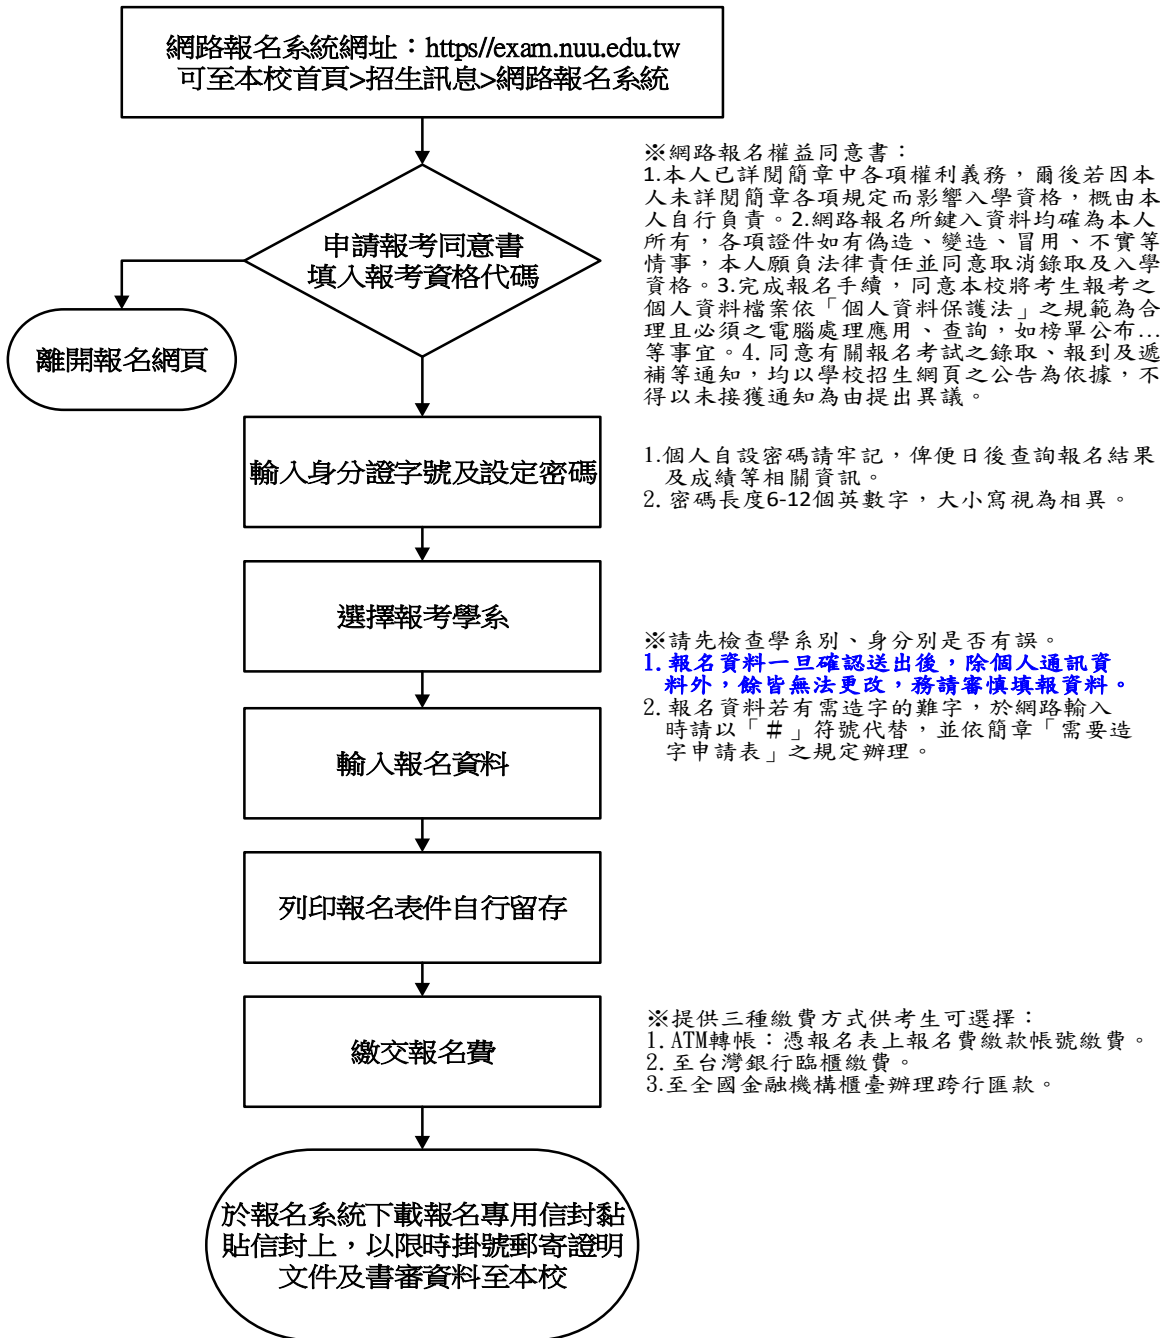 網路報名系統網址：https//exam.nuu.edu.tw
可至本校首頁>招生訊息>網路報名系統
申請報考同意書
填入報考資格代碼
離開報名網頁
※網路報名權益同意書：
1.本人已詳閱簡章中各項權利義務，爾後若因本
人未詳閱簡章各項規定而影響入學資格，概由本
人自行負責。2.網路報名所鍵入資料均確為本人
所有，各項證件如有偽造、變造、冒用、不實等
情事，本人願負法律責任並同意取消錄取及入學
資格。3.完成報名手續，同意本校將考生報考之
個人資料檔案依「個人資料保護法」之規範為合
理且必須之電腦處理應用、查詢，如榜單公布...
等事宜。4. 同意有關報名考試之錄取、報到及遞
補等通知，均以學校招生網頁之公告為依據，不
得以未接獲通知為由提出異議。
輸入身分證字號及設定密碼
1.個人自設密碼請牢記，俾便日後查詢報名結果
及成績等相關資訊。
2. 密碼長度6-12個英數字，大小寫視為相異。
選擇報考學系
※請先檢查學系別、身分別是否有誤。
1. 報名資料一旦確認送出後，除個人通訊資
料外，餘皆無法更改，務請審慎填報資料。
2. 報名資料若有需造字的難字，於網路輸入
時請以「＃」符號代替，並依簡章「需要造
字申請表」之規定辦理。
輸入報名資料
列印報名表件自行留存
繳交報名費
※提供三種繳費方式供考生可選擇：
1. ATM轉帳：憑報名表上報名費繳款帳號繳費。
2. 至台灣銀行臨櫃繳費。
3.至全國金融機構櫃臺辦理跨行匯款。
於報名系統下載報名專用信封黏
貼信封上，以限時掛號郵寄證明
文件及書審資料至本校